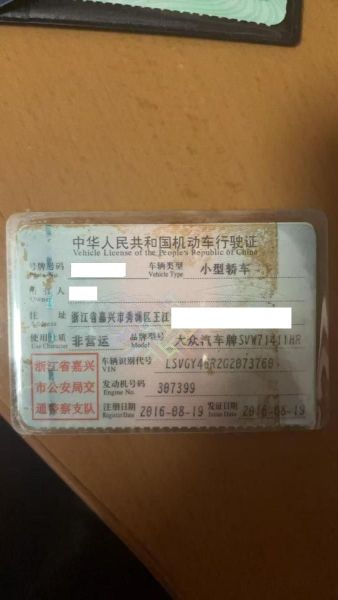 中华人民共和国机动车行驶证
Vehicle License of the People's Republic of China
号牌号码 车辆类型 小型轿车
Vehicle Type
人
Owner
住 址 浙江省嘉兴市秀洲区王江
使用性质 非营运 品牌型号 大众汽车牌SVW71411HR
Use Character Model
浙江省嘉兴
市公安局交
通警察支队
车辆识别代号
VIN
发动机号码 307399
Engine No.
注册日期 2016-08-19 发证日期 2016-08-19
Register Date Issue Date